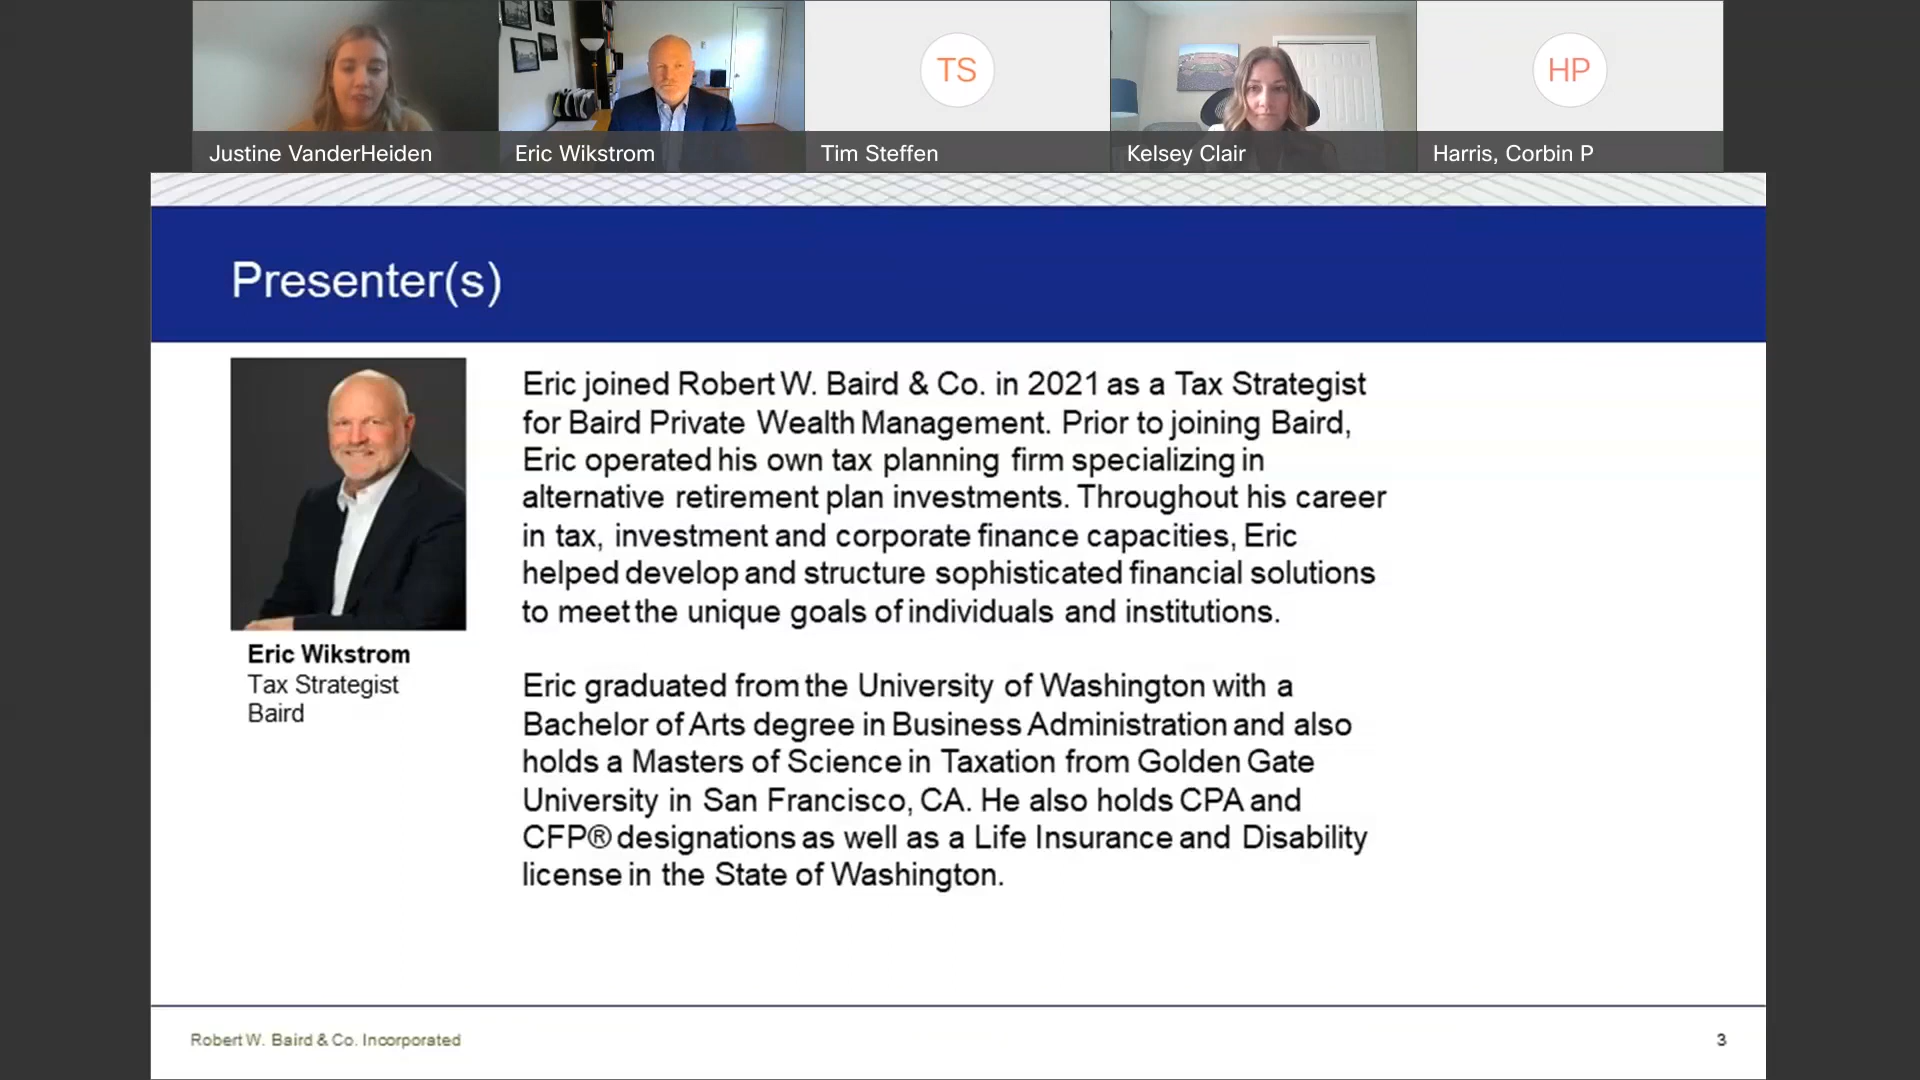 Justine VanderHeiden
Eric Wikstrom
TS
Tim Steffen
Kelsey Clair
HP
Harris, Corbin P
Presenter(s)
Eric joined Robert W. Baird & Co. in 2021 as a Tax Strategist
for Baird Private Wealth Management. Prior to joining Baird,
Eric operated his own tax planning firm specializing in
alternative retirement plan investments. Throughout his career
in tax, investment and corporate finance capacities, Eric
helped develop and structure sophisticated financial solutions
to meet the unique goals of individuals and institutions.
Eric Wikstrom
Tax Strategist
Baird
Eric graduated from the University of Washington with a
Bachelor of Arts degree in Business Administration and also
holds a Masters of Science in Taxation from Golden Gate
University in San Francisco, CA. He also holds CPA and
CFP® designations as well as a Life Insurance and Disability
license in the State of Washington.
Robert W. Baird & Co. Incorporated
3